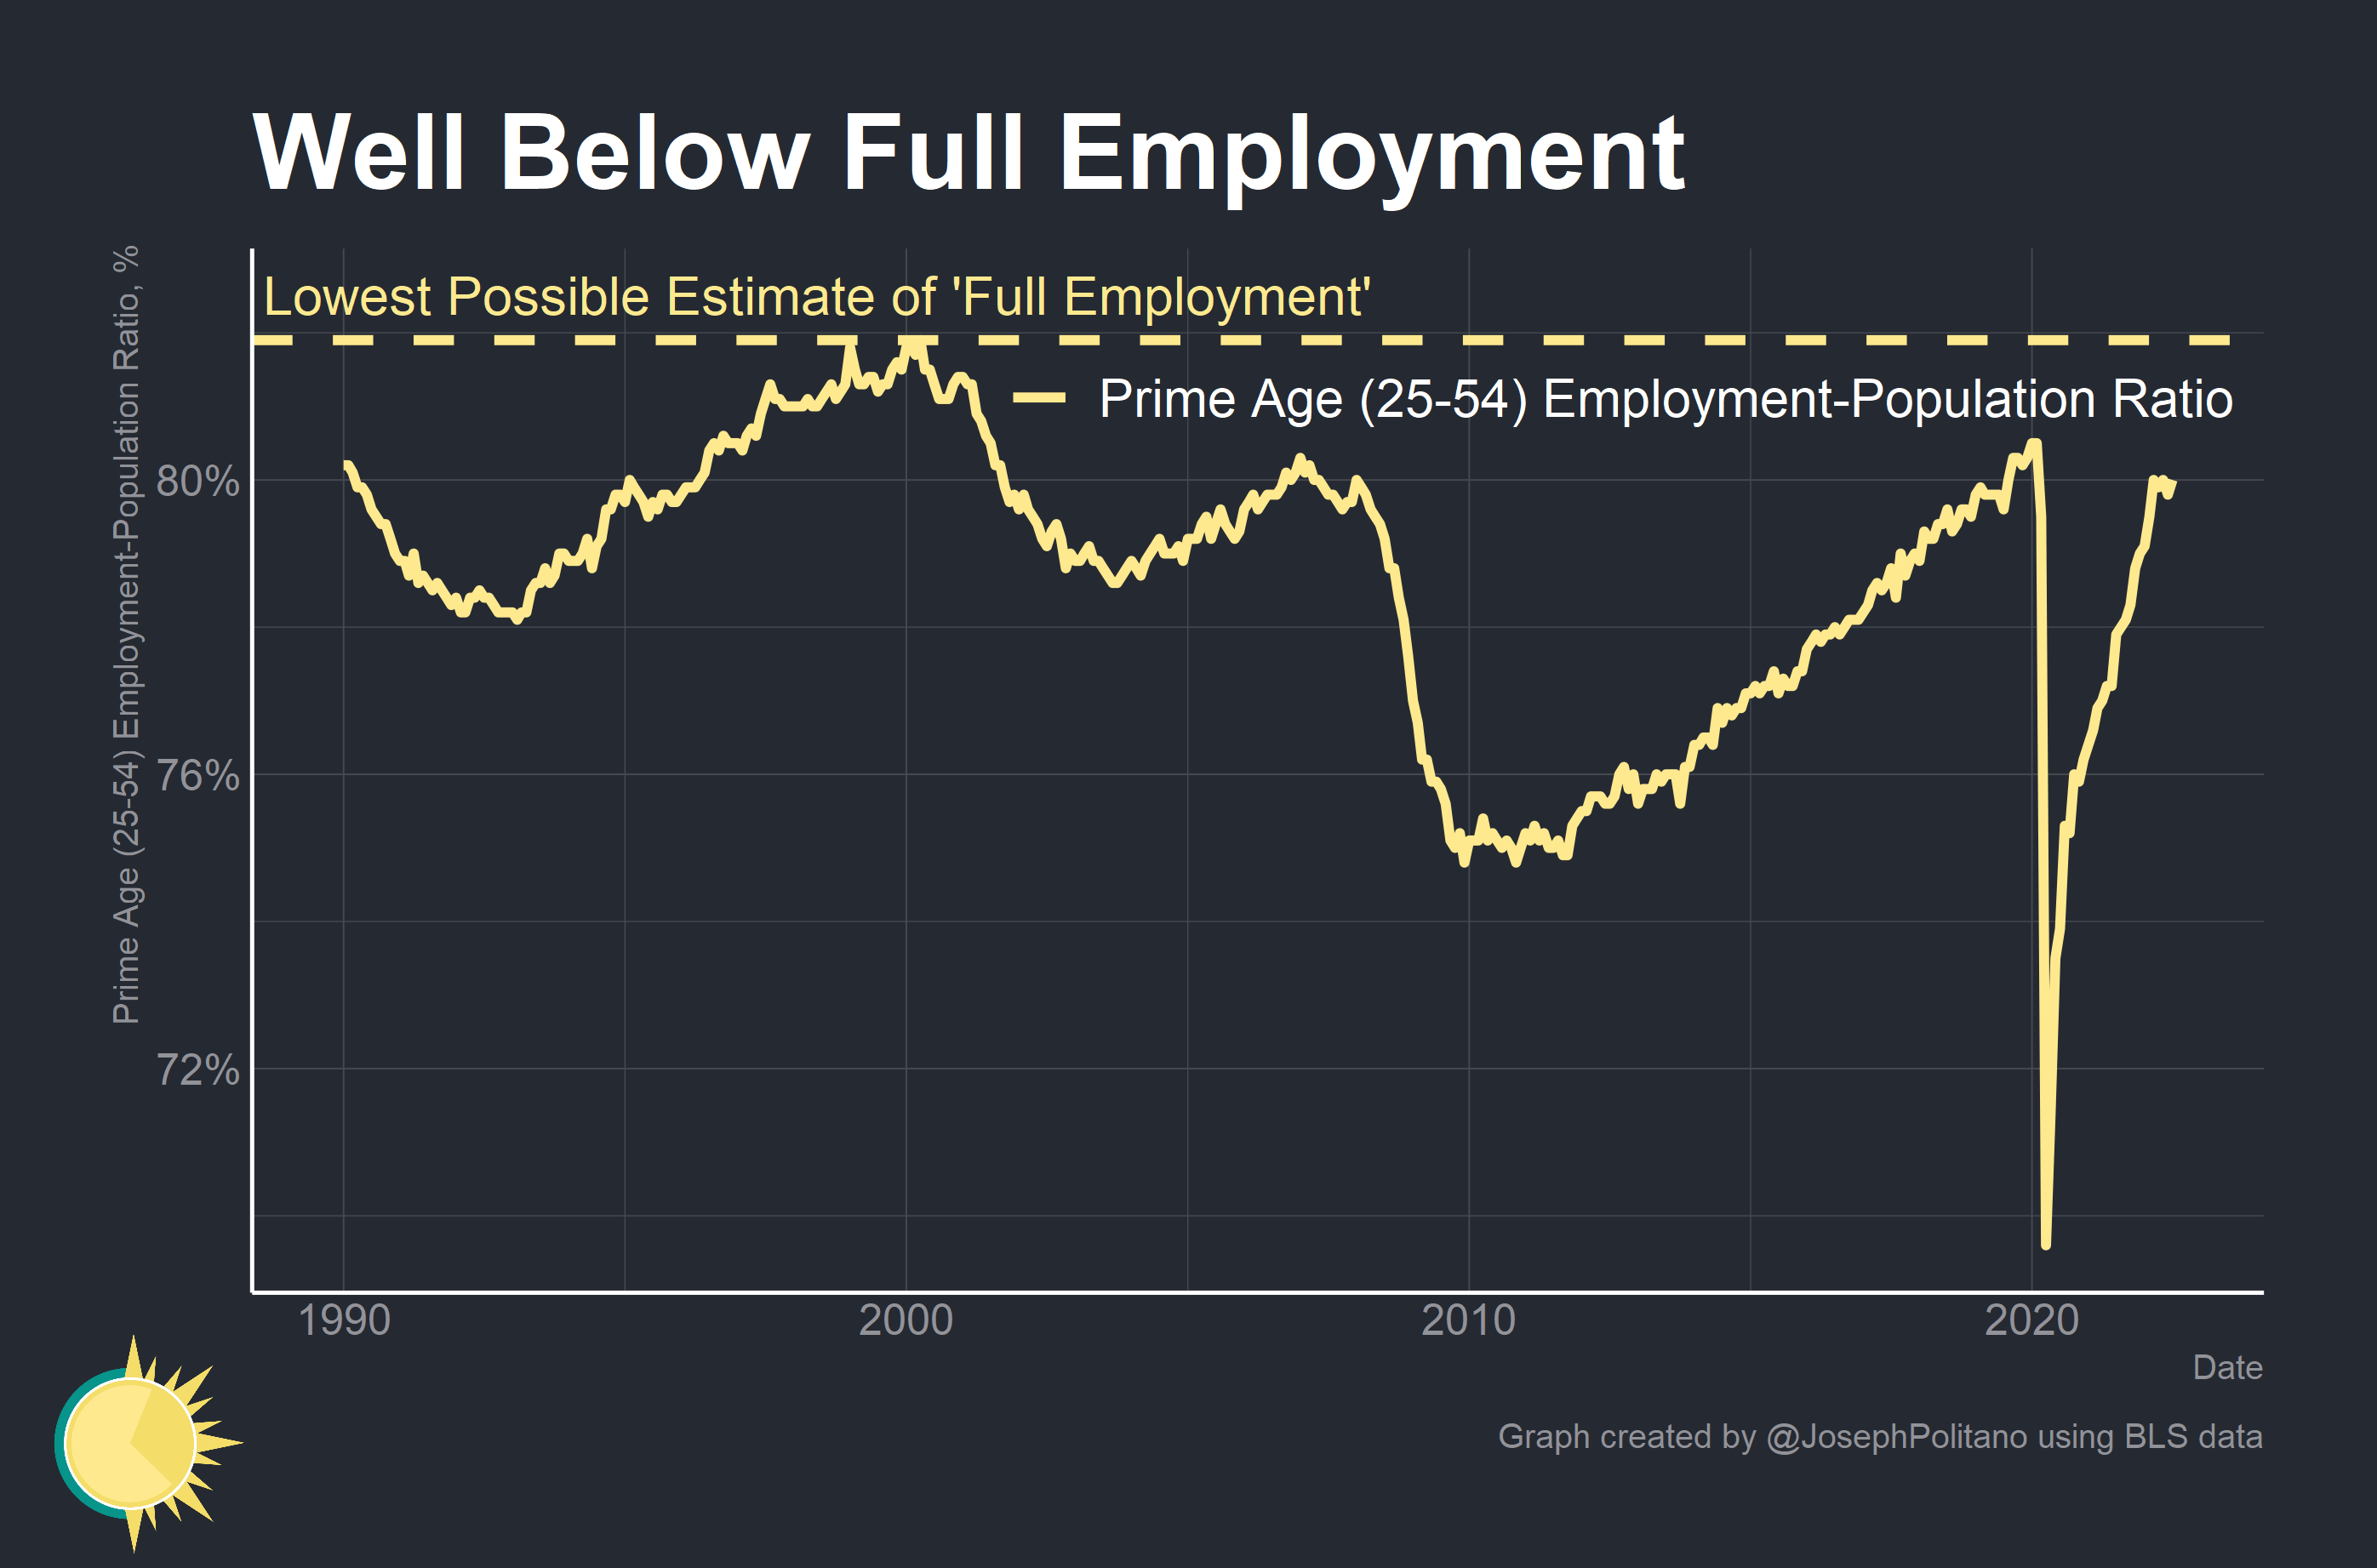 Well Below Full Employment
Prime Age (25-54) Employment-Population Ratio, %
Lowest Possible Estimate of 'Full Employment'
Prime Age (25-54) Employment-Population Ratio
80%
76%
72%
1990
2000
2010
2020
Date
Graph created by @JosephPolitano using BLS data